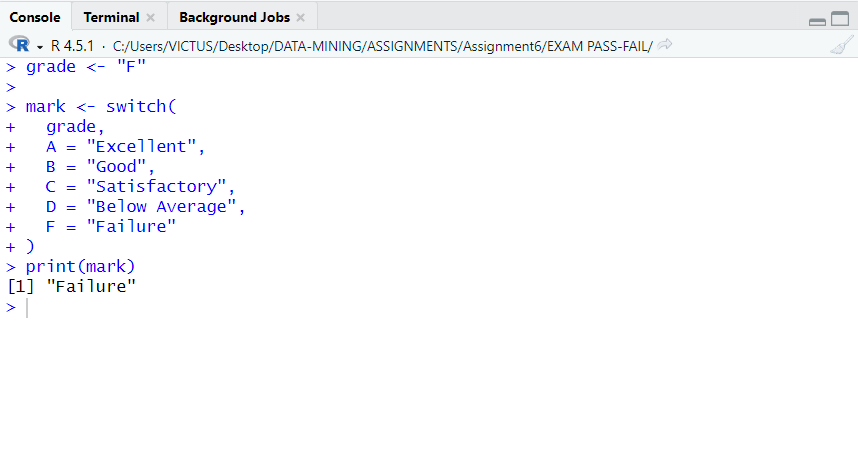 Console Terminal Background Jobs
R R 4.5.1 · C:/Users/VICTUS/Desktop/DATA-MINING/ASSIGNMENTS/Assignment6/EXAM PASS-FAIL/
> grade <- "F"
>
> mark <- switch(
+   grade,
+   A = "Excellent",
+   B = "Good",
+   C = "Satisfactory",
+   D = "Below Average",
+   F = "Failure"
+ )
> print(mark)
[1] "Failure"
>